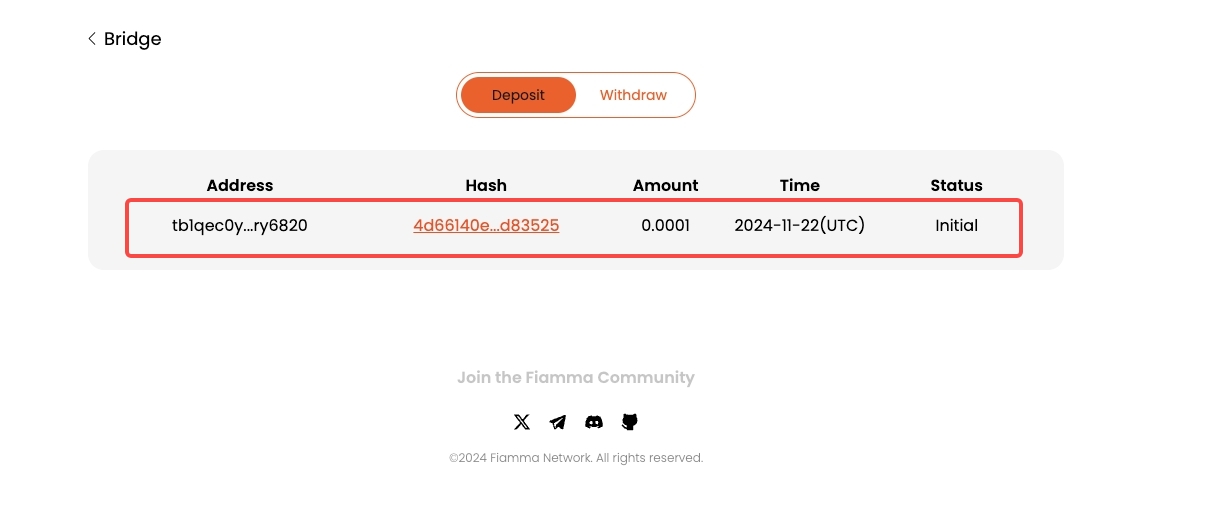 Bridge
Deposit Withdraw
Address Hash Amount Time Status
tb1qec0y...ry6820 4d66140e...d83525 0.0001 2024-11-22(UTC) Initial
Join the Fiamma Community
©2024 Fiamma Network. All rights reserved.